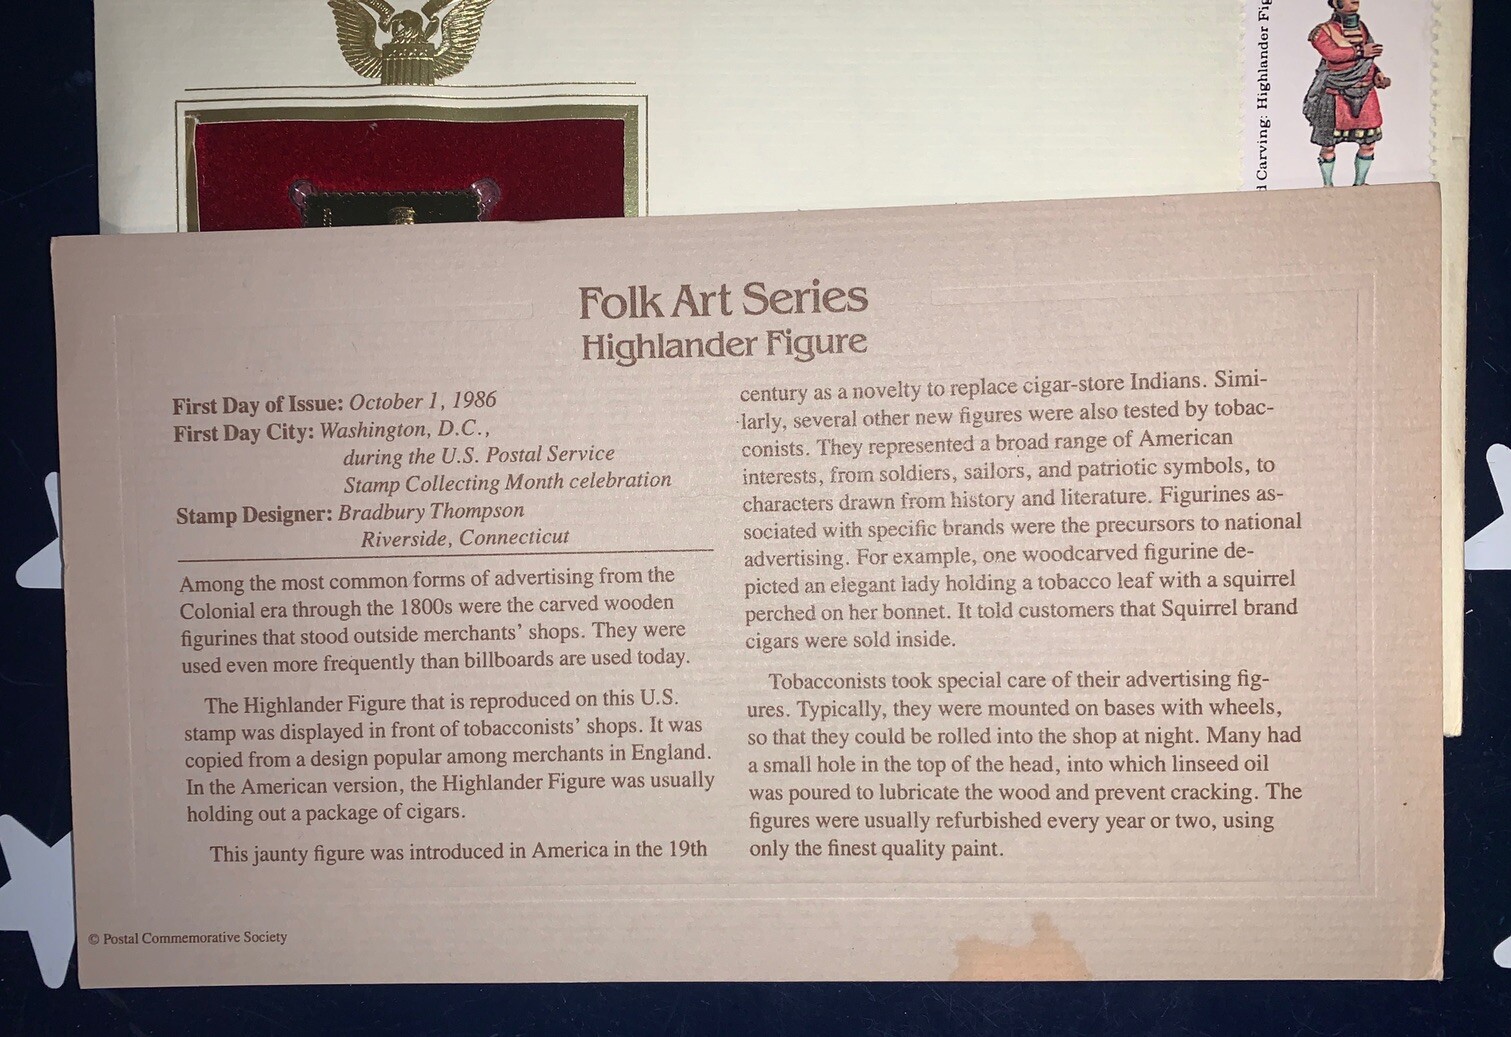 d Carving: Highlander Fig
Folk Art Series
Highlander Figure
First Day of Issue: October 1, 1986
First Day City: Washington, D.C.,
during the U.S. Postal Service
Stamp Collecting Month celebration
Stamp Designer: Bradbury Thompson
Riverside, Connecticut
Among the most common forms of advertising from the
Colonial era through the 1800s were the carved wooden
figurines that stood outside merchants' shops. They were
used even more frequently than billboards are used today.
The Highlander Figure that is reproduced on this U.S.
stamp was displayed in front of tobacconists' shops. It was
copied from a design popular among merchants in England.
In the American version, the Highlander Figure was usually
holding out a package of cigars.
This jaunty figure was introduced in America in the 19th
century as a novelty to replace cigar-store Indians. Simi-
larly, several other new figures were also tested by tobac-
conists. They represented a broad range of American
interests, from soldiers, sailors, and patriotic symbols, to
characters drawn from history and literature. Figurines as-
sociated with specific brands were the precursors to national
advertising. For example, one woodcarved figurine de-
picted an elegant lady holding a tobacco leaf with a squirrel
perched on her bonnet. It told customers that Squirrel brand
cigars were sold inside.
Tobacconists took special care of their advertising fig-
ures. Typically, they were mounted on bases with wheels,
so that they could be rolled into the shop at night. Many had
a small hole in the top of the head, into which linseed oil
was poured to lubricate the wood and prevent cracking. The
figures were usually refurbished every year or two, using
only the finest quality paint.
© Postal Commemorative Society